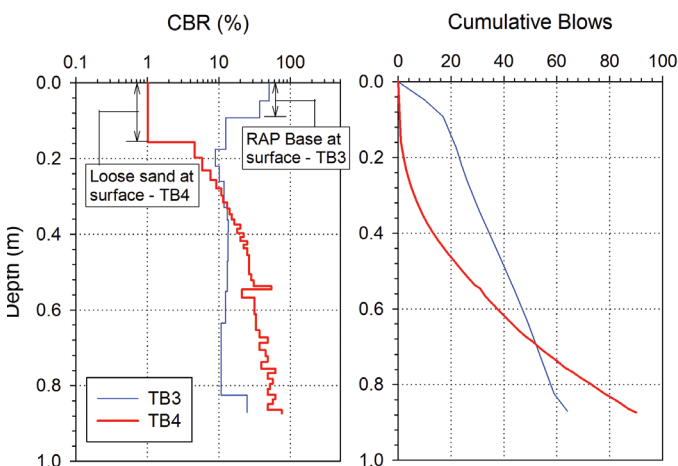 CBR (%)
0.1 1 10 100
0.0
0.2
0.4
0.6
0.8
1.0
Depth (m)
Loose sand at
surface - TB4
RAP Base at
surface - TB3
TB3
TB4
Cumulative Blows
0 20 40 60 80 100
0.0
0.2
0.4
0.6
0.8
1.0